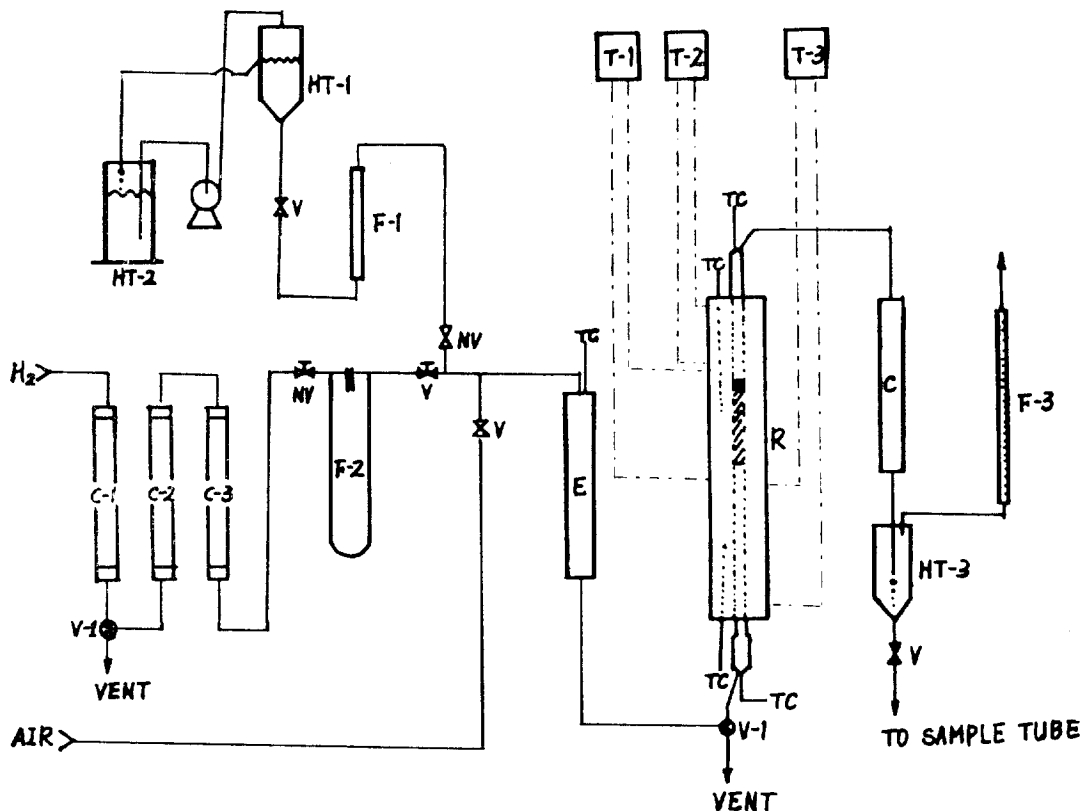 T-1
T-2
T-3
HT-1
V
F-1
HT-2
TC
TC
NV
TC
H₂
NV
V
V
C-1
C-2
C-3
F-2
E
R
C
F-3
HT-3
V-1
VENT
V
TC
TC
AIR
V-1
TO SAMPLE TUBE
VENT